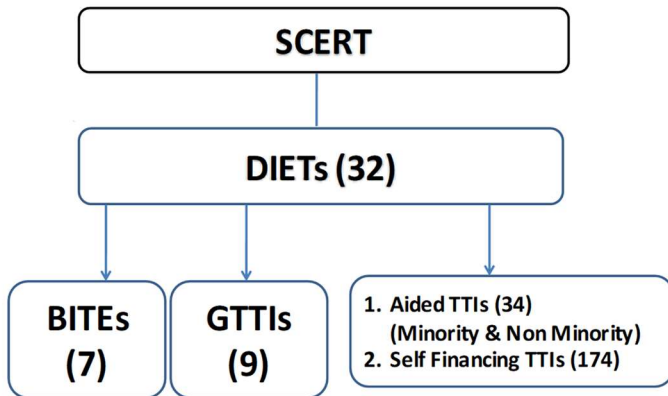 SCERT
DIETs (32)
BITEs
(7)
GTTIs
(9)
1. Aided TTIs (34)
(Minority & Non Minority)
2. Self Financing TTIs (174)